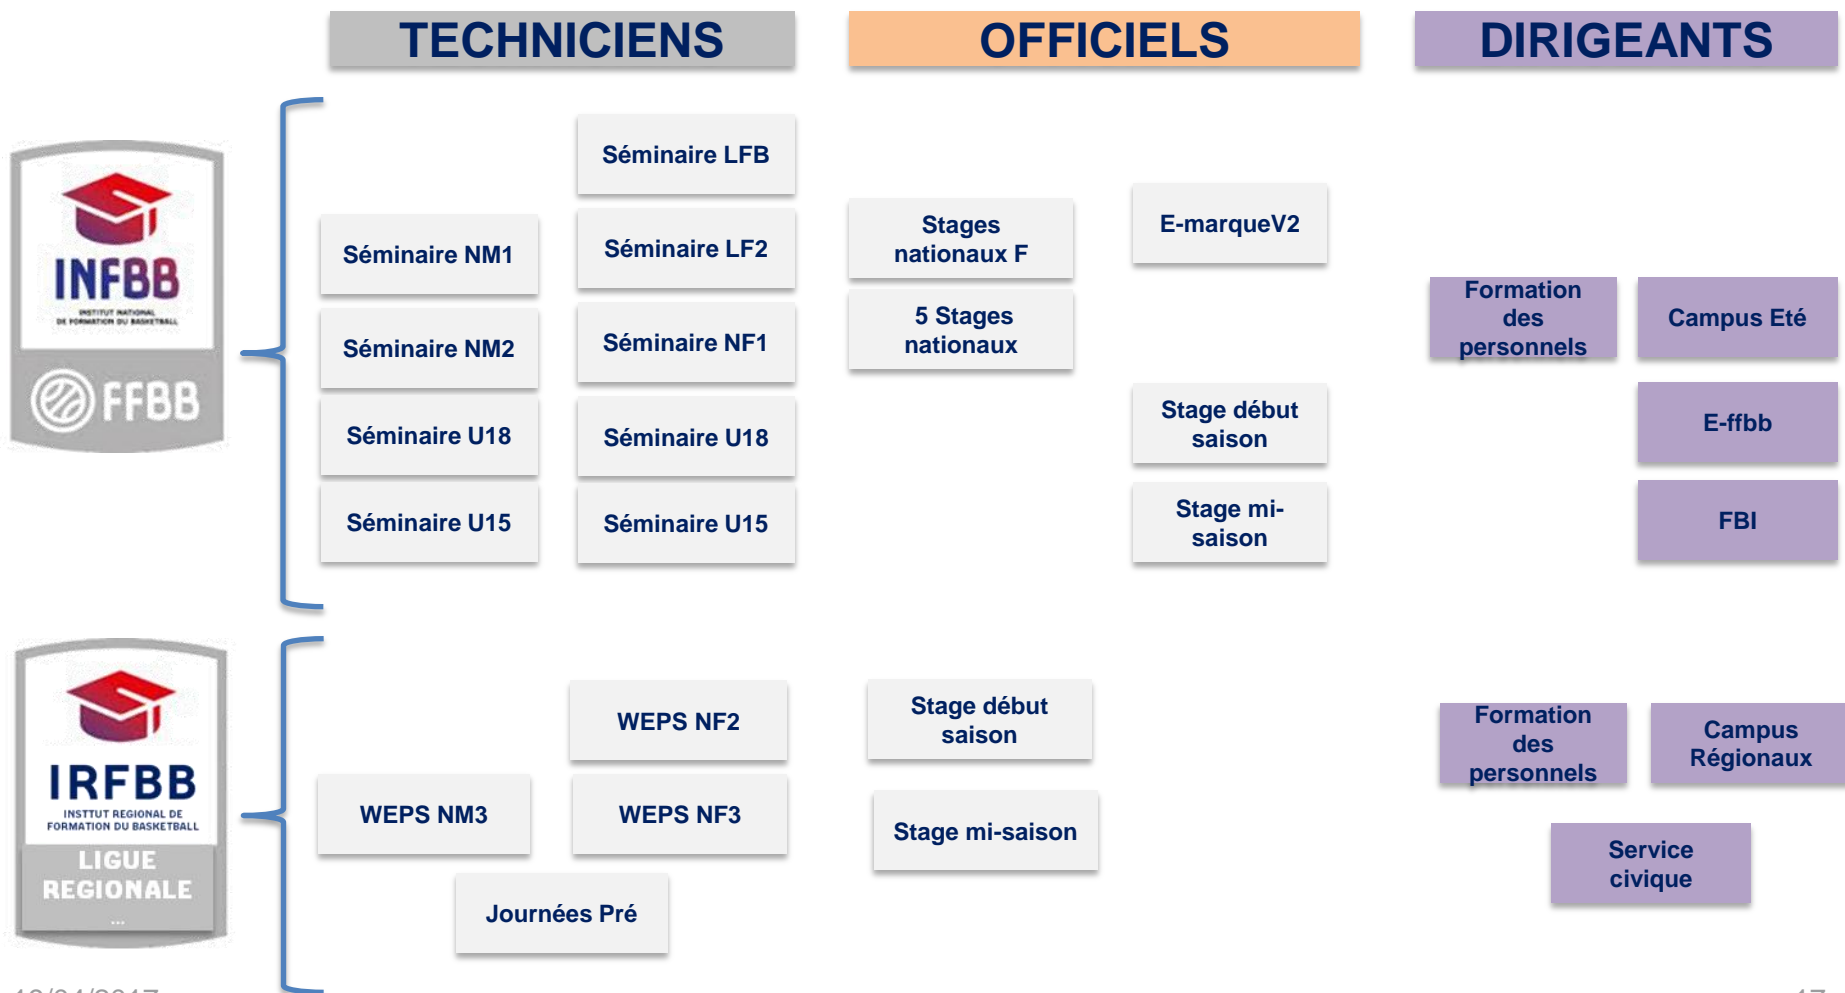 TECHNICIENS
OFFICIELS
DIRIGEANTS
INFBB
INSTITUT NATIONAL
DE FORMATION DU BASKETBALL
FFBB
Séminaire LFB
Séminaire NM1
Séminaire LF2
Séminaire NM2
Séminaire NF1
Séminaire U18
Séminaire U18
Séminaire U15
Séminaire U15
Stages
nationaux F
5 Stages
nationaux
E-marqueV2
Stage début
saison
Stage mi-
saison
Formation
des
personnels
Campus Eté
E-ffbb
FBI
IRFBB
INSTTUT REGIONAL DE
FORMATION DU BASKETBALL
LIGUE
REGIONALE
...
WEPS NF2
WEPS NM3
WEPS NF3
Journées Pré
Stage début
saison
Stage mi-saison
Formation
des
personnels
Campus
Régionaux
Service
civique